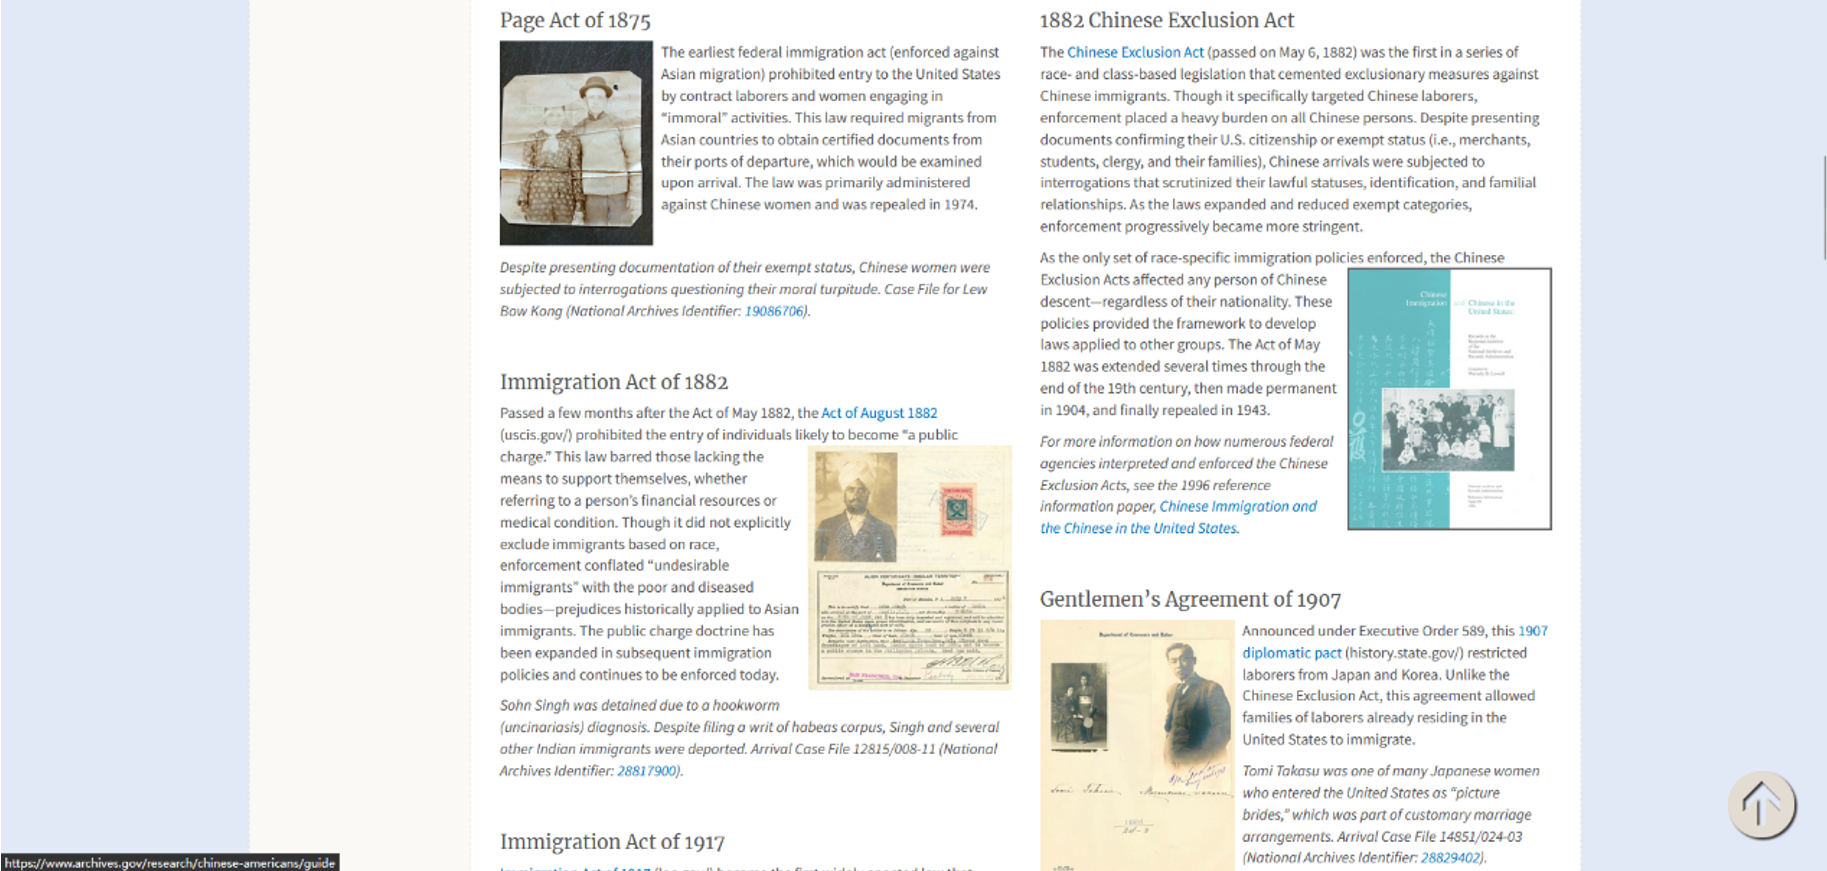 Page Act of 1875
The earliest federal immigration act (enforced against
Asian migration) prohibited entry to the United States
by contract laborers and women engaging in
“immoral” activities. This law required migrants from
Asian countries to obtain certified documents from
their ports of departure, which would be examined
upon arrival. The law was primarily administered
against Chinese women and was repealed in 1974.
Despite presenting documentation of their exempt status, Chinese women were
subjected to interrogations questioning their moral turpitude. Case File for Lew
Bow Kong (National Archives Identifier: 19086706).
Immigration Act of 1882
Passed a few months after the Act of May 1882, the Act of August 1882
(uscis.gov/) prohibited the entry of individuals likely to become “a public
charge.” This law barred those lacking the
means to support themselves, whether
referring to a person’s financial resources or
medical condition. Though it did not explicitly
exclude immigrants based on race,
enforcement conflated “undesirable
immigrants” with the poor and diseased
bodies—prejudices historically applied to Asian
immigrants. The public charge doctrine has
been expanded in subsequent immigration
policies and continues to be enforced today.
Sohn Singh was detained due to a hookworm
(uncinariasis) diagnosis. Despite filing a writ of habeas corpus, Singh and several
other Indian immigrants were deported. Arrival Case File 12815/008-11 (National
Archives Identifier: 28817900).
Immigration Act of 1917
1882 Chinese Exclusion Act
The Chinese Exclusion Act (passed on May 6, 1882) was the first in a series of
race- and class-based legislation that cemented exclusionary measures against
Chinese immigrants. Though it specifically targeted Chinese laborers,
enforcement placed a heavy burden on all Chinese persons. Despite presenting
documents confirming their U.S. citizenship or exempt status (i.e., merchants,
students, clergy, and their families), Chinese arrivals were subjected to
interrogations that scrutinized their lawful statuses, identification, and familial
relationships. As the laws expanded and reduced exempt categories,
enforcement progressively became more stringent.
As the only set of race-specific immigration policies enforced, the Chinese
Exclusion Acts affected any person of Chinese
descent—regardless of their nationality. These
policies provided the framework to develop
laws applied to other groups. The Act of May
1882 was extended several times through the
end of the 19th century, then made permanent
in 1904, and finally repealed in 1943.
Chinese
Immigration and Chinese in the
United States:
For more information on how numerous federal
agencies interpreted and enforced the Chinese
Exclusion Acts, see the 1996 reference
information paper, Chinese Immigration and
the Chinese in the United States.
Gentlemen’s Agreement of 1907
Department of Commerce and Labor
Announced under Executive Order 589, this 1907
diplomatic pact (history.state.gov/) restricted
laborers from Japan and Korea. Unlike the
Chinese Exclusion Act, this agreement allowed
families of laborers already residing in the
United States to immigrate.
Tomi Takasu was one of many Japanese women
who entered the United States as “picture
brides,” which was part of customary marriage
arrangements. Arrival Case File 14851/024-03
(National Archives Identifier: 28829402).
https://www.archives.gov/research/chinese-americans/guide